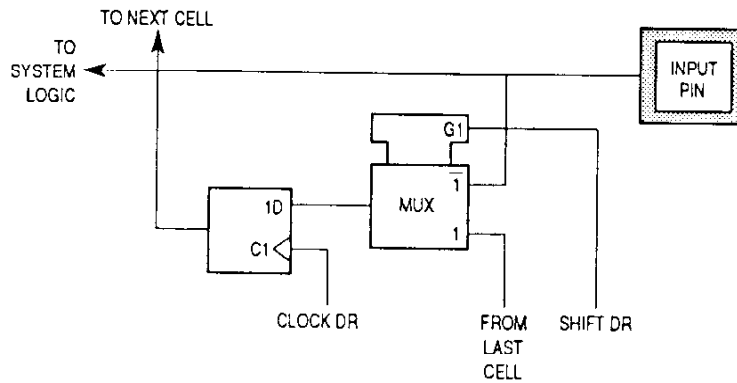 TO NEXT CELL
TO
SYSTEM
LOGIC
INPUT
PIN
G1
1
MUX
1D
1
C1
CLOCK DR
FROM
LAST
CELL
SHIFT DR